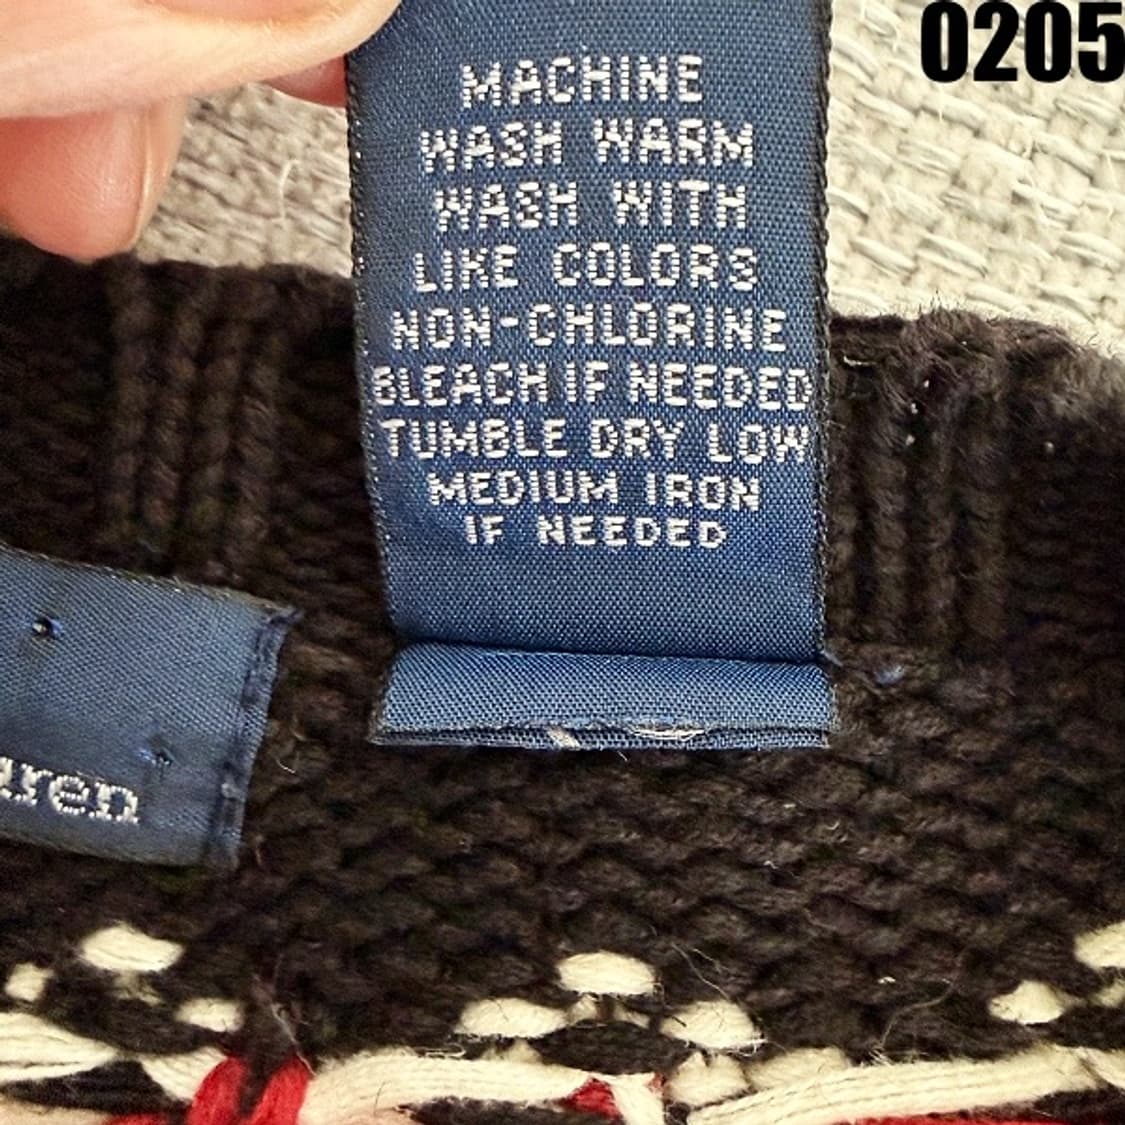 0205
MACHINE
WASH WARM
WASH WITH
LIKE COLORS
NON-CHLORINE
BLEACH IF NEEDED
TUMBLE DRY LOW
MEDIUM IRON
IF NEEDED
uren